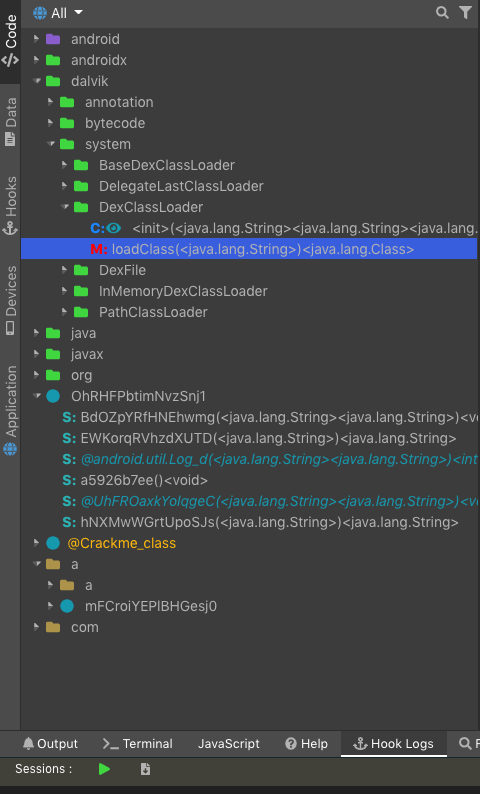 All
Code
Data
Hooks
Devices
Application
android
androidx
dalvik
annotation
bytecode
system
BaseDexClassLoader
DelegateLastClassLoader
DexClassLoader
C: <init>(<java.lang.String><java.lang.String><java.lang.
M: loadClass(<java.lang.String>)<java.lang.Class>
DexFile
InMemoryDexClassLoader
PathClassLoader
java
javax
org
OhRHFPbtimNvzSnj1
S: BdOZpYRfHNEhwmg(<java.lang.String><java.lang.String>)<v
S: EWKorqRVhzdXUTD(<java.lang.String>)<java.lang.String>
S: @android.util.Log_d(<java.lang.String><java.lang.String>)<int
S: a5926b7ee()<void>
S: @UhFROaxkYolqgeC(<java.lang.String><java.lang.String>)<v
S: hNXMwWGrtUpoSJs(<java.lang.String>)<java.lang.String>
@Crackme_class
a
a
mFCroiYEPlBHGesj0
com
Output Terminal JavaScript Help Hook Logs
Sessions :